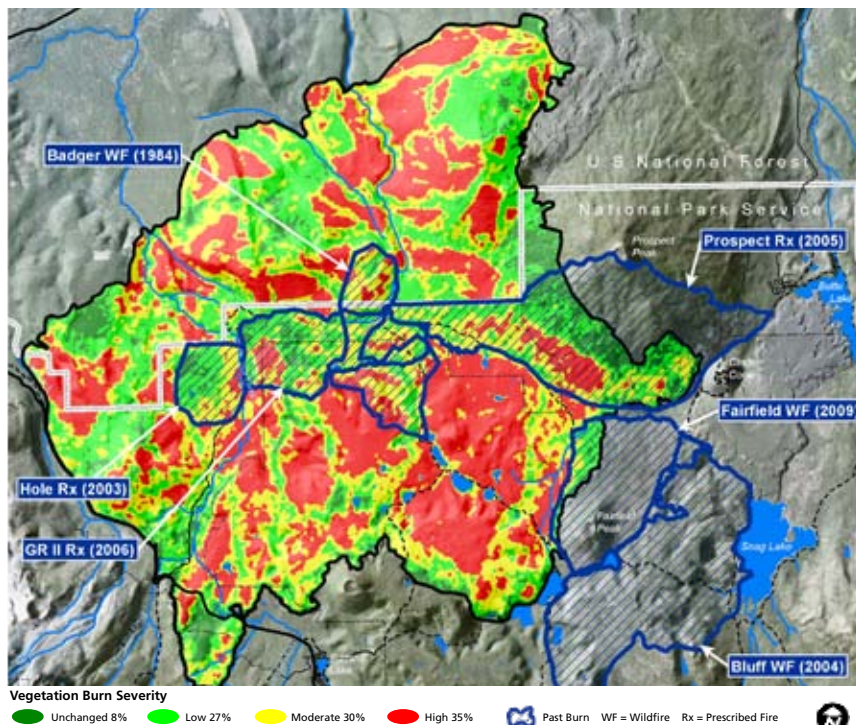 Badger WF (1984)
U S National Forest
National Park Service
Prospect Peak
Prospect Rx (2005)
Butte Lake
Fairfield WF (2009)
Hole Rx (2003)
Fairfield Peak
GR II Rx (2006)
Snag Lake
Bluff WF (2004)
Vegetation Burn Severity
Unchanged 8% Low 27% Moderate 30% High 35% Past Burn WF = Wildfire Rx = Prescribed Fire